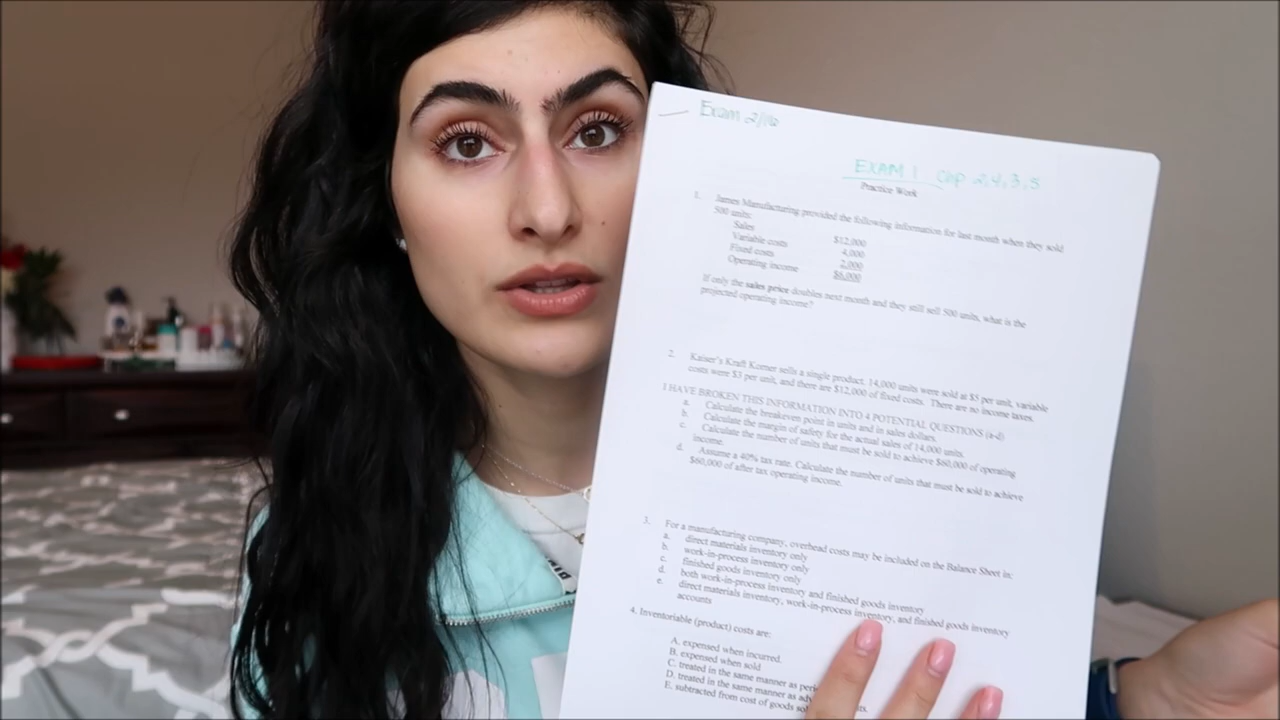 Exam 2/16
EXAM 1 Chp 2,4,3,5
Practice Work
1. James Manufacturing provided the following information for last month when they sold
500 units:
Sales $12,000
Variable costs 4,000
Fixed costs 2,000
Operating income $6,000
If only the sales price doubles next month and they still sell 500 units, what is the
projected operating income?
2. Kaiser's Kraft Korner sells a single product. 14,000 units were sold at $5 per unit, variable
costs were $3 per unit, and there are $12,000 of fixed costs. There are no income taxes.
I HAVE BROKEN THIS INFORMATION INTO 4 POTENTIAL QUESTIONS (a-d)
a. Calculate the breakeven point in units and in sales dollars.
b. Calculate the margin of safety for the actual sales of 14,000 units.
c. Calculate the number of units that must be sold to achieve $60,000 of operating
income.
d. Assume a 40% tax rate. Calculate the number of units that must be sold to achieve
$60,000 of after tax operating income.
3. For a manufacturing company, overhead costs may be included on the Balance Sheet in:
a. direct materials inventory only
b. work-in-process inventory only
c. finished goods inventory only
d. both work-in-process inventory and finished goods inventory
e. direct materials inventory, work-in-process inventory, and finished goods inventory
accounts
4. Inventoriable (product) costs are:
A. expensed when incurred.
B. expensed when sold
C. treated in the same manner as
D. treated in the same manner as
E. subtracted from cost of goods